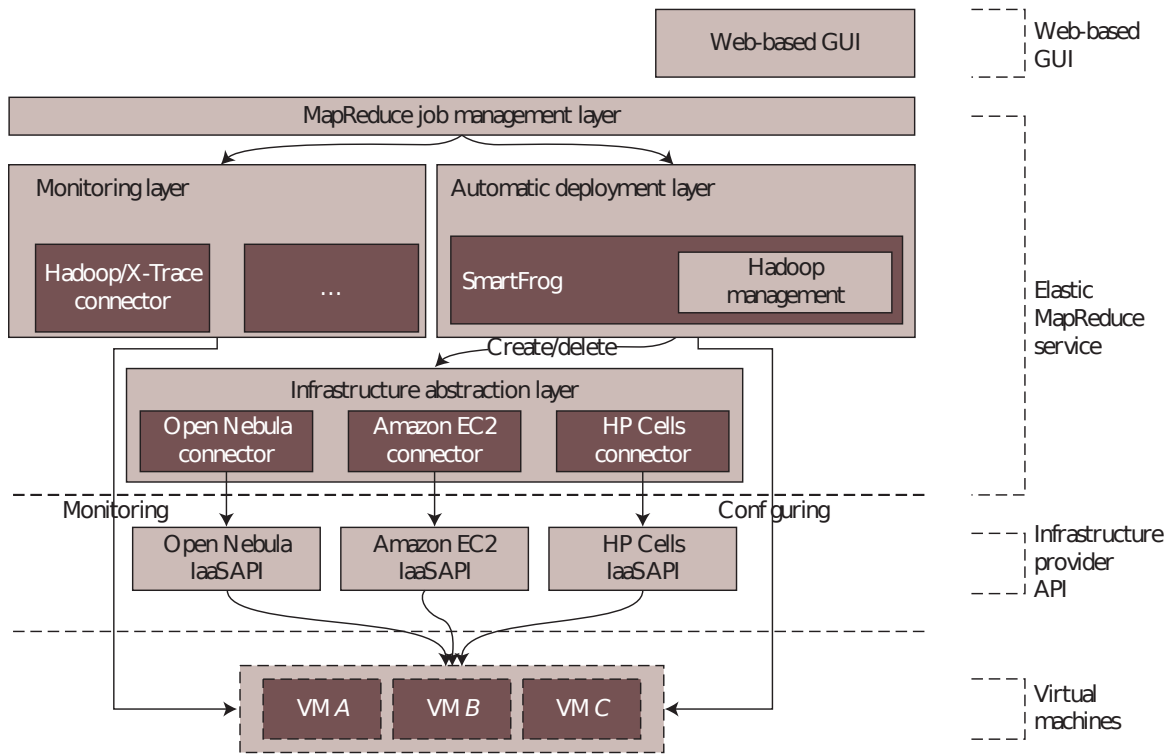 Web-based GUI
Web-based
GUI
MapReduce job management layer
Monitoring layer
Automatic deployment layer
Hadoop/X-Trace
connector
...
SmartFrog
Hadoop
management
Elastic
MapReduce
service
Create/delete
Infrastructure abstraction layer
Open Nebula
connector
Amazon EC2
connector
HP Cells
connector
Monitoring
Configuring
Open Nebula
IaaSAPI
Amazon EC2
IaaSAPI
HP Cells
IaaSAPI
Infrastructure
provider
API
VM A
VM B
VM C
Virtual
machines